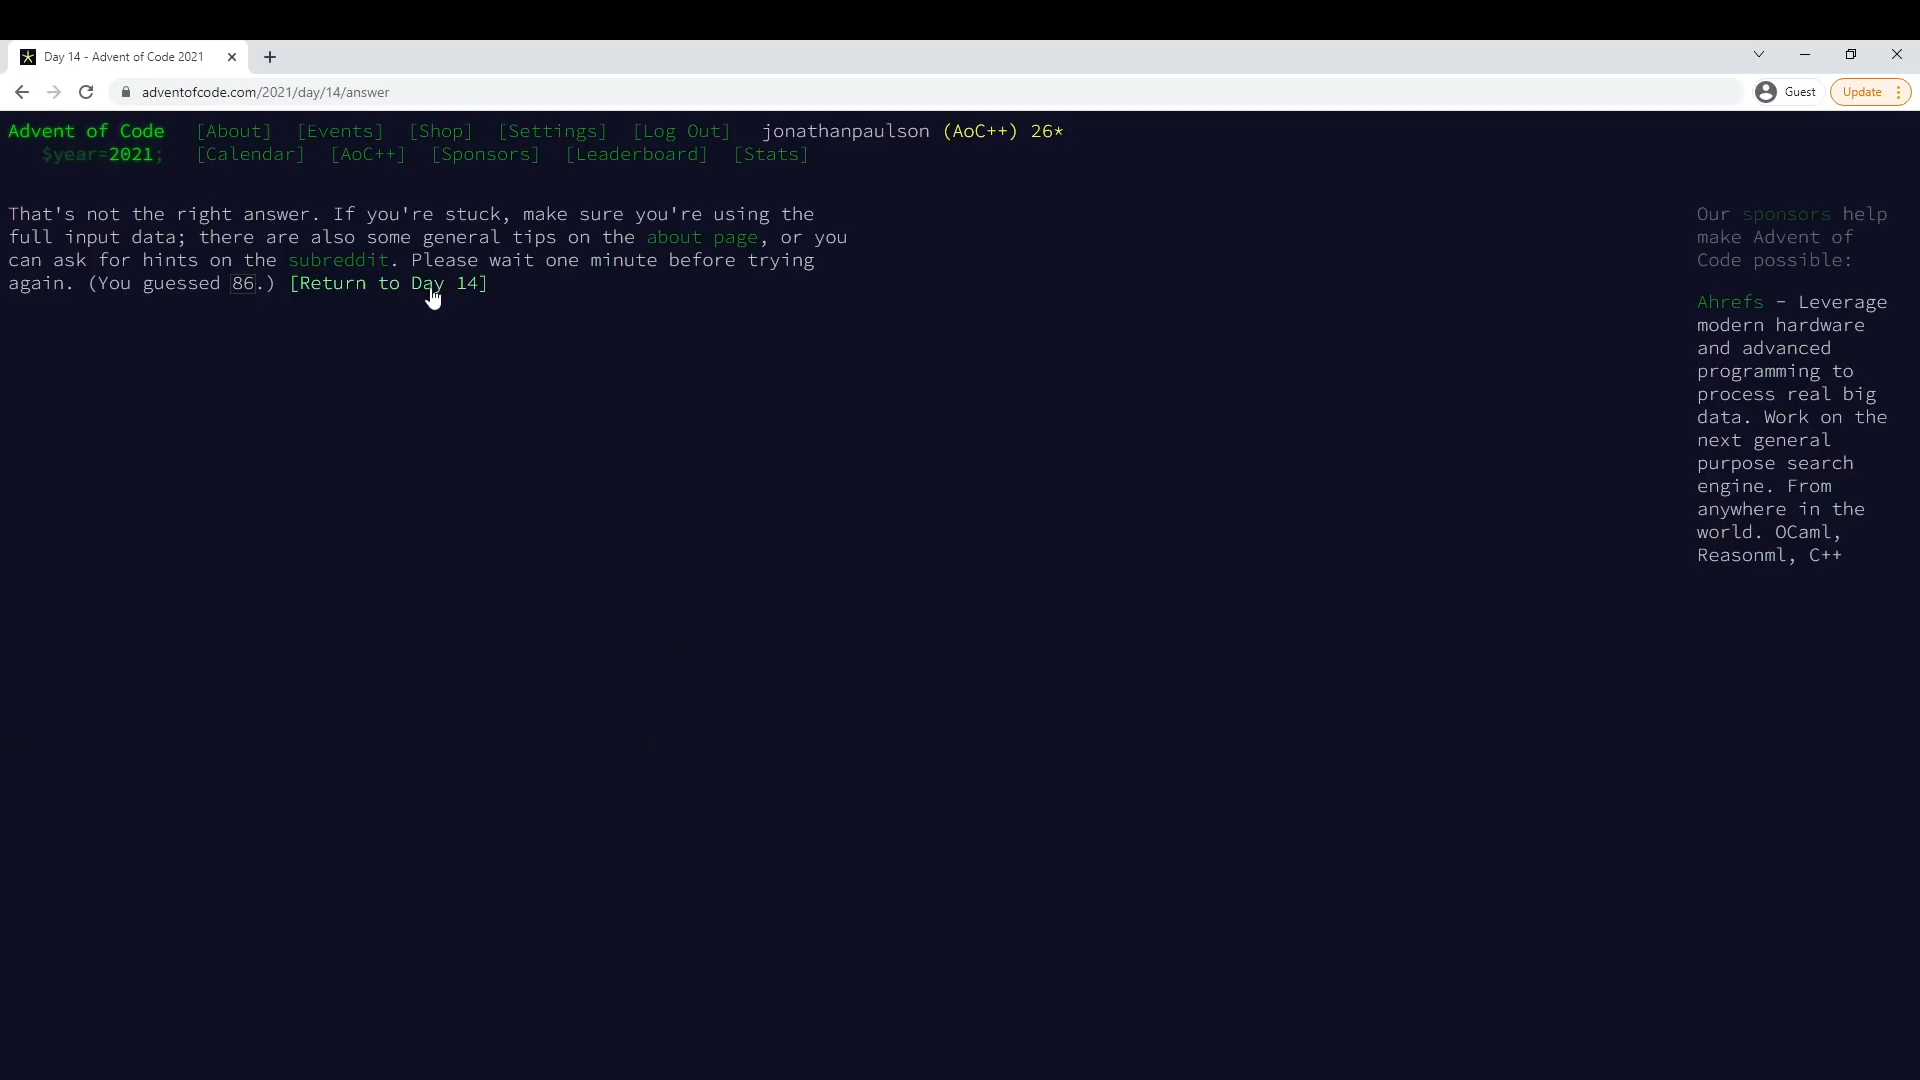 Day 14 - Advent of Code 2021
adventofcode.com/2021/day/14/answer
Guest
Update
Advent of Code [About] [Events] [Shop] [Settings] [Log Out] jonathanpaulson (AoC++) 26*
$year=2021; [Calendar] [AoC++] [Sponsors] [Leaderboard] [Stats]
That's not the right answer. If you're stuck, make sure you're using the
full input data; there are also some general tips on the about page, or you
can ask for hints on the subreddit. Please wait one minute before trying
again. (You guessed 86.) [Return to Day 14]
Our sponsors help
make Advent of
Code possible:
Ahrefs - Leverage
modern hardware
and advanced
programming to
process real big
data. Work on the
next general
purpose search
engine. From
anywhere in the
world. OCaml,
Reasonml, C++